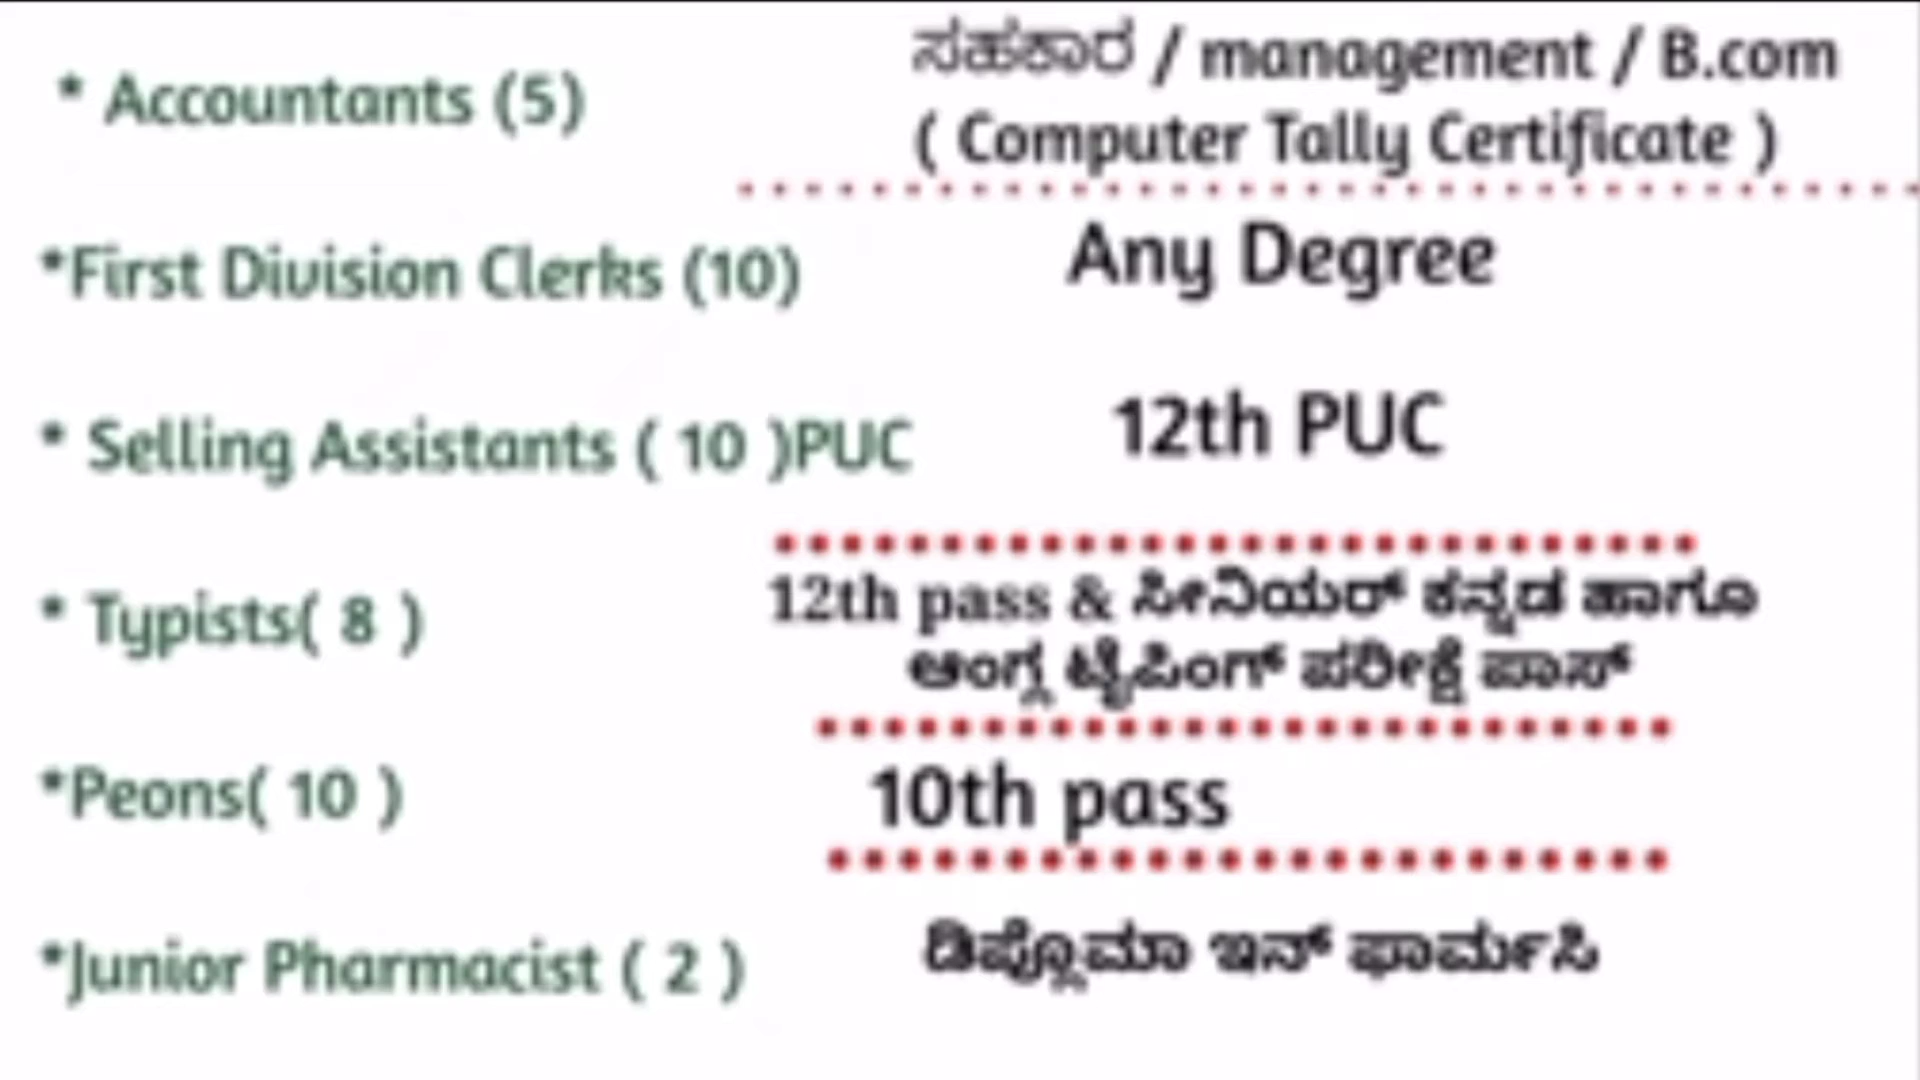 * Accountants (5)
ಸಹಕಾರ / management / B.com
( Computer Tally Certificate )
*First Division Clerks (10)
Any Degree
* Selling Assistants ( 10 )PUC
12th PUC
* Typists( 8 )
12th pass & ಸೀನಿಯರ್ ಕನ್ನಡ ಹಾಗೂ
ಆಂಗ್ಲ ಟೈಪಿಂಗ್ ಪರೀಕ್ಷೆ ಪಾಸ್
*Peons( 10 )
10th pass
*Junior Pharmacist ( 2 )
ಡಿಪ್ಲೊಮಾ ಇನ್ ಫಾರ್ಮಸಿ